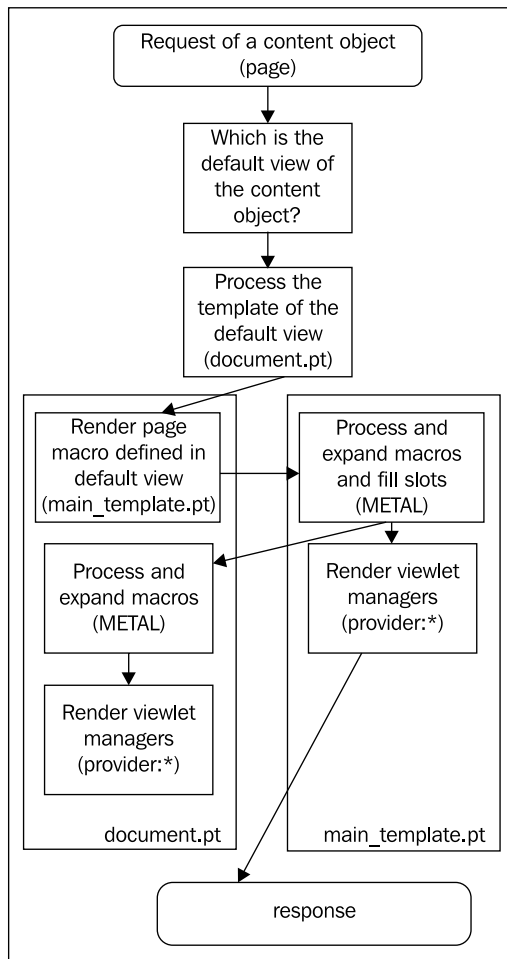 Request of a content object
(page)
Which is the
default view of
the content
object?
Process the
template of the
default view
(document.pt)
Render page
macro defined in
default view
(main_template.pt)
Process and
expand macros
and fill slots
(METAL)
Process and
expand macros
(METAL)
Render viewlet
managers
(provider:*)
Render viewlet
managers
(provider:*)
document.pt
main_template.pt
response